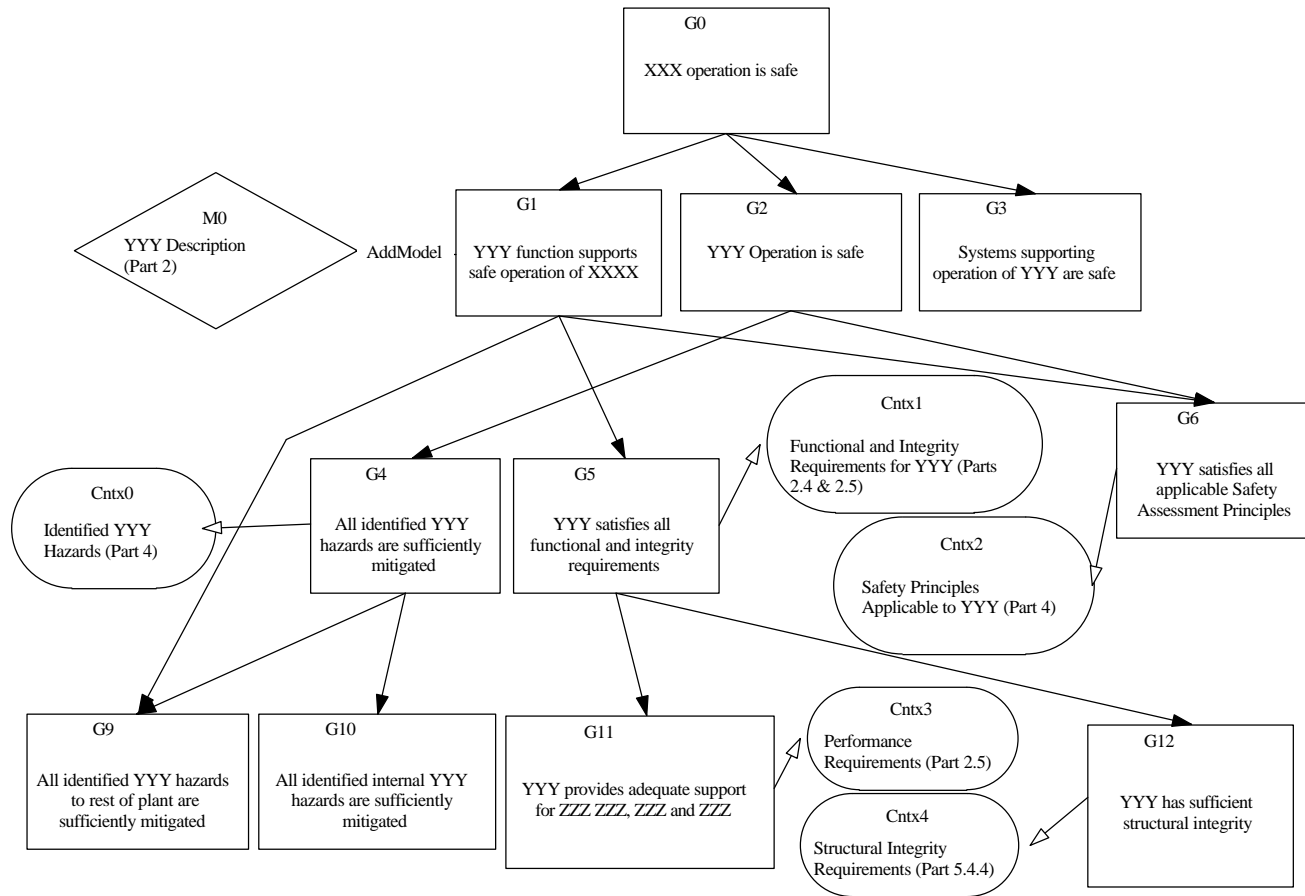 G0
XXX operation is safe
M0
YYY Description
(Part 2)
AddModel
G1
YYY function supports
safe operation of XXXX
G2
YYY Operation is safe
G3
Systems supporting
operation of YYY are safe
Cntx0
Identified YYY
Hazards (Part 4)
G4
All identified YYY
hazards are sufficiently
mitigated
G5
YYY satisfies all
functional and integrity
requirements
Cntx1
Functional and Integrity
Requirements for YYY (Parts
2.4 & 2.5)
G6
YYY satisfies all
applicable Safety
Assessment Principles
Cntx2
Safety Principles
Applicable to YYY (Part 4)
G9
All identified YYY hazards
to rest of plant are
sufficiently mitigated
G10
All identified internal YYY
hazards are sufficiently
mitigated
G11
YYY provides adequate support
for ZZZ ZZZ, ZZZ and ZZZ
Cntx3
Performance
Requirements (Part 2.5)
Cntx4
Structural Integrity
Requirements (Part 5.4.4)
G12
YYY has sufficient
structural integrity